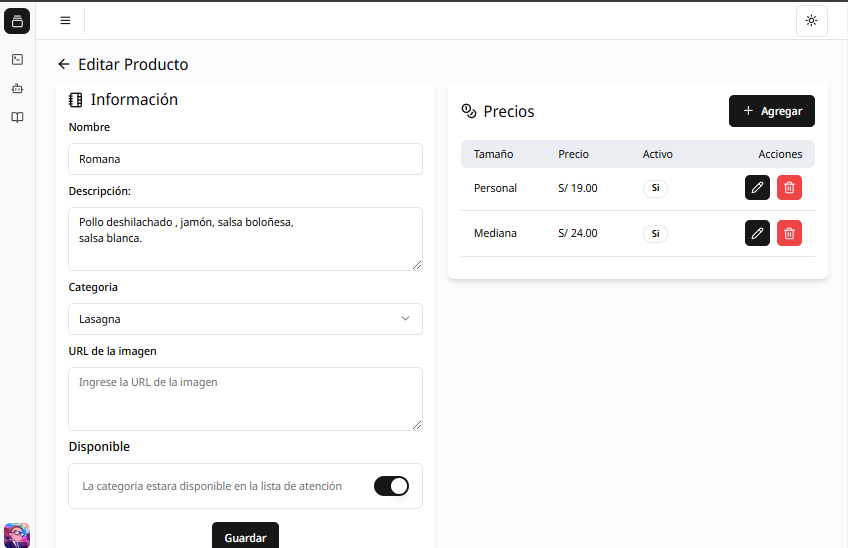 Editar Producto
Información
Nombre
Romana
Descripción:
Pollo deshilachado , jamón, salsa boloñesa,
salsa blanca.
Categoria
Lasagna
URL de la imagen
Ingrese la URL de la imagen
Disponible
La categoria estara disponible en la lista de atención
Guardar
Precios
Agregar
Tamaño Precio Activo Acciones
Personal S/ 19.00 Si
Mediana S/ 24.00 Si